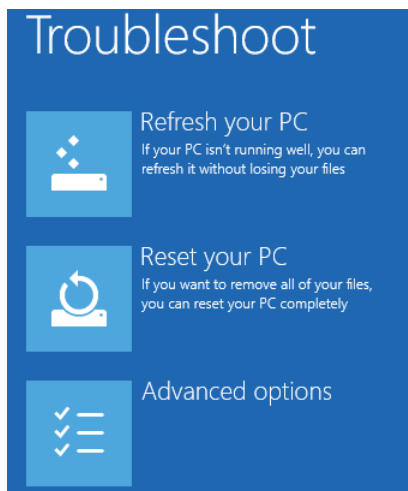 Troubleshoot
Refresh your PC
If your PC isn't running well, you can
refresh it without losing your files
Reset your PC
If you want to remove all of your files,
you can reset your PC completely
Advanced options